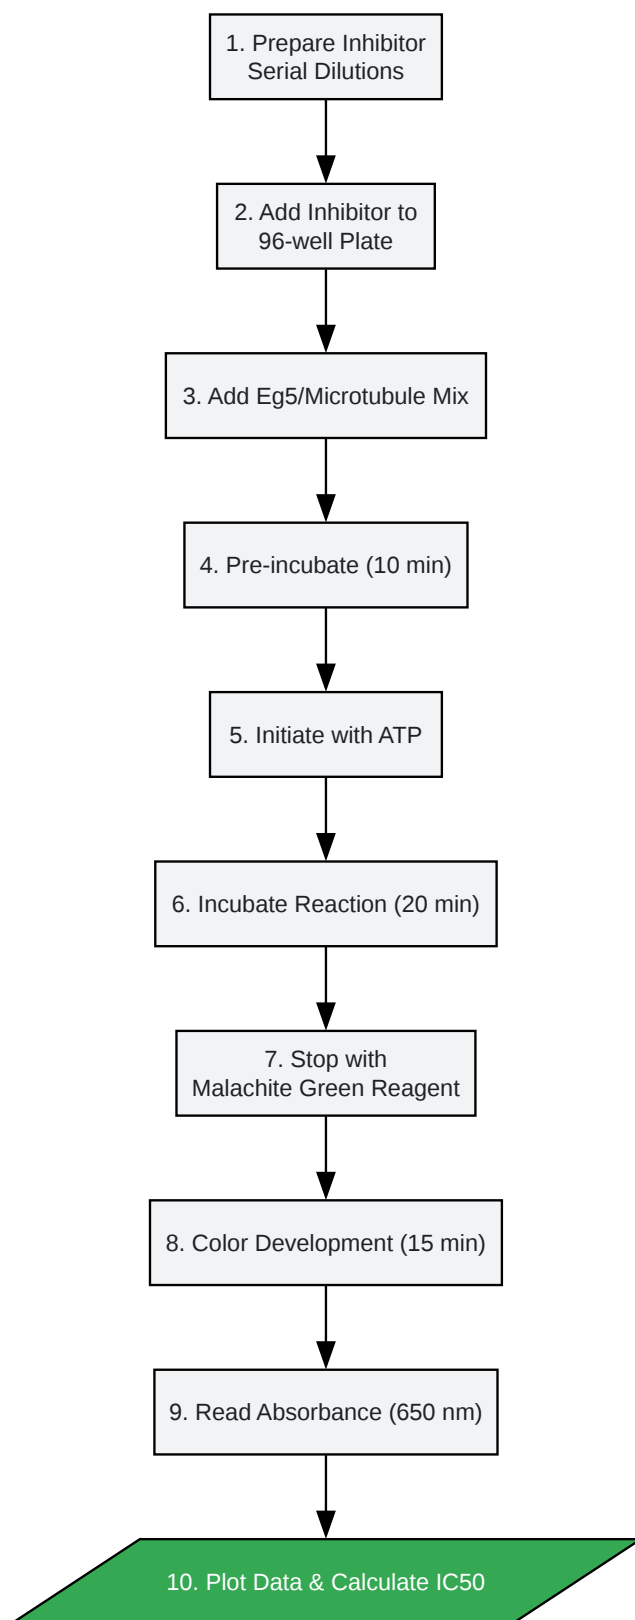 1. Prepare Inhibitor
Serial Dilutions
2. Add Inhibitor to
96-well Plate
3. Add Eg5/Microtubule Mix
4. Pre-incubate (10 min)
5. Initiate with ATP
6. Incubate Reaction (20 min)
7. Stop with
Malachite Green Reagent
8. Color Development (15 min)
9. Read Absorbance (650 nm)
10. Plot Data & Calculate IC50